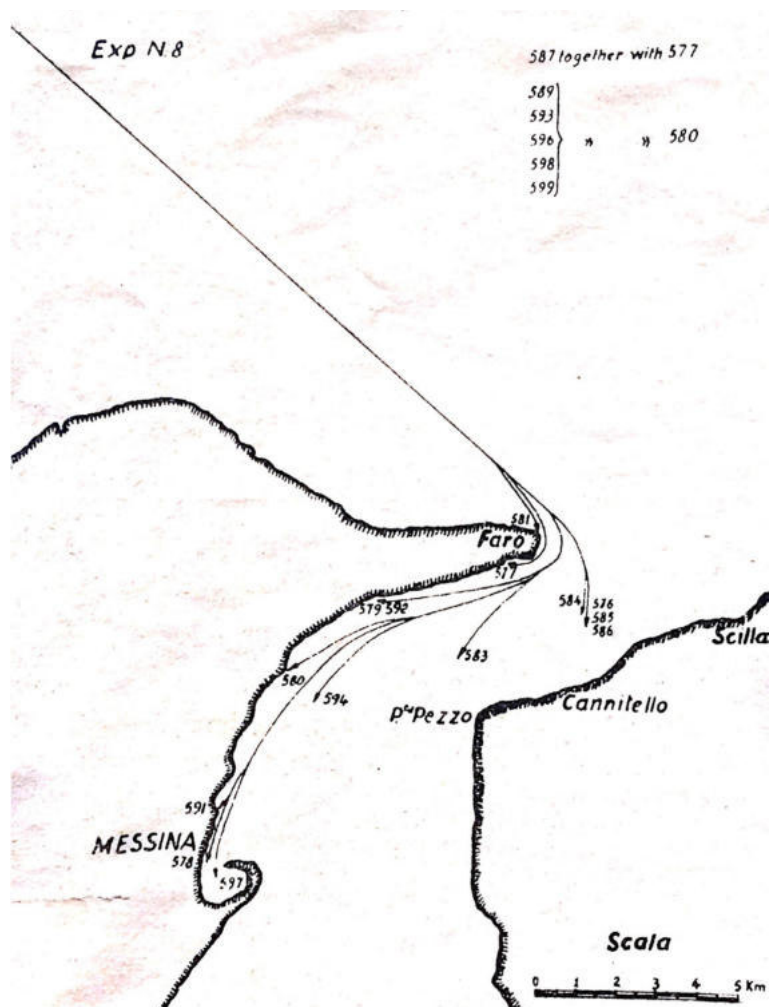 Exp N.8
587 together with 577
589
593
596 » » 580
598
599
581
Faro
577
579 592
584 576
585
586
Scilla
583
580
594
Cannitello
Pta Pezzo
591
MESSINA
578
597
Scala
0 1 2 3 4 5 Km